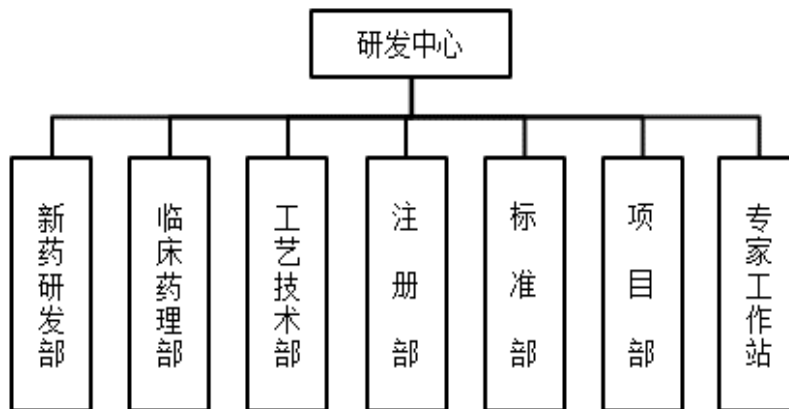 研发中心
新药研发部
临床药理部
工艺技术部
注册部
标准部
项目部
专家工作站